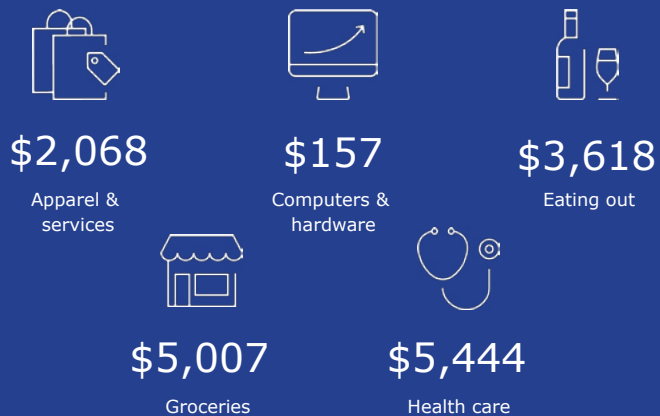 $2,068
Apparel &
services
$157
Computers &
hardware
$3,618
Eating out
$5,007
Groceries
$5,444
Health care